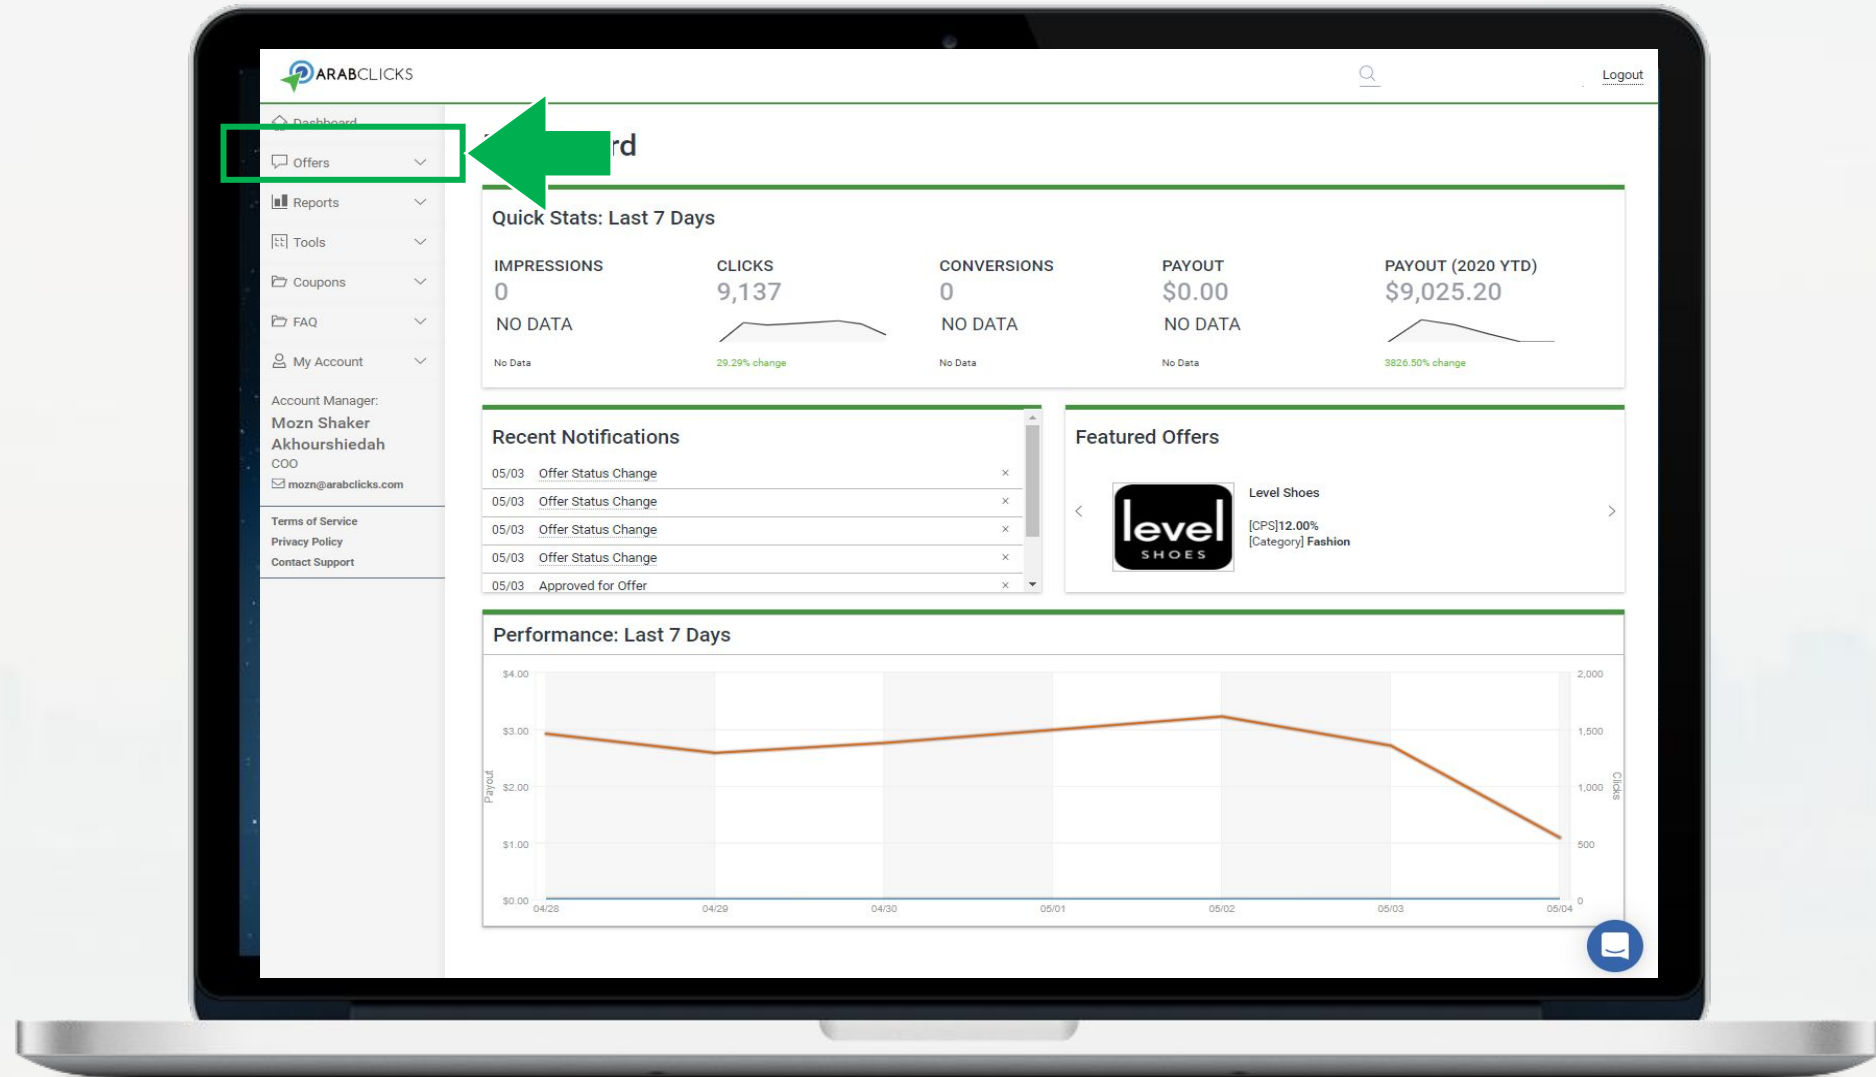 ARABCLICKS
Logout
Dashboard
Offers
Reports
Tools
Coupons
FAQ
My Account
Account Manager:
Mozn Shaker
Akhourshiedah
COO
mozn@arabclicks.com
Terms of Service
Privacy Policy
Contact Support
rd
Quick Stats: Last 7 Days
IMPRESSIONS
0
NO DATA
No Data
CLICKS
9,137
29.29% change
CONVERSIONS
0
NO DATA
No Data
PAYOUT
$0.00
NO DATA
No Data
PAYOUT (2020 YTD)
$9,025.20
3826.50% change
Recent Notifications
05/03 Offer Status Change
05/03 Offer Status Change
05/03 Offer Status Change
05/03 Offer Status Change
05/03 Approved for Offer
Featured Offers
level
SHOES
Level Shoes
[CPS]12.00%
[Category] Fashion
Performance: Last 7 Days
$4.00
$3.00
$2.00
$1.00
$0.00
Payout
2,000
1,500
1,000
500
0
Clicks
04/28 04/29 04/30 05/01 05/02 05/03 05/04